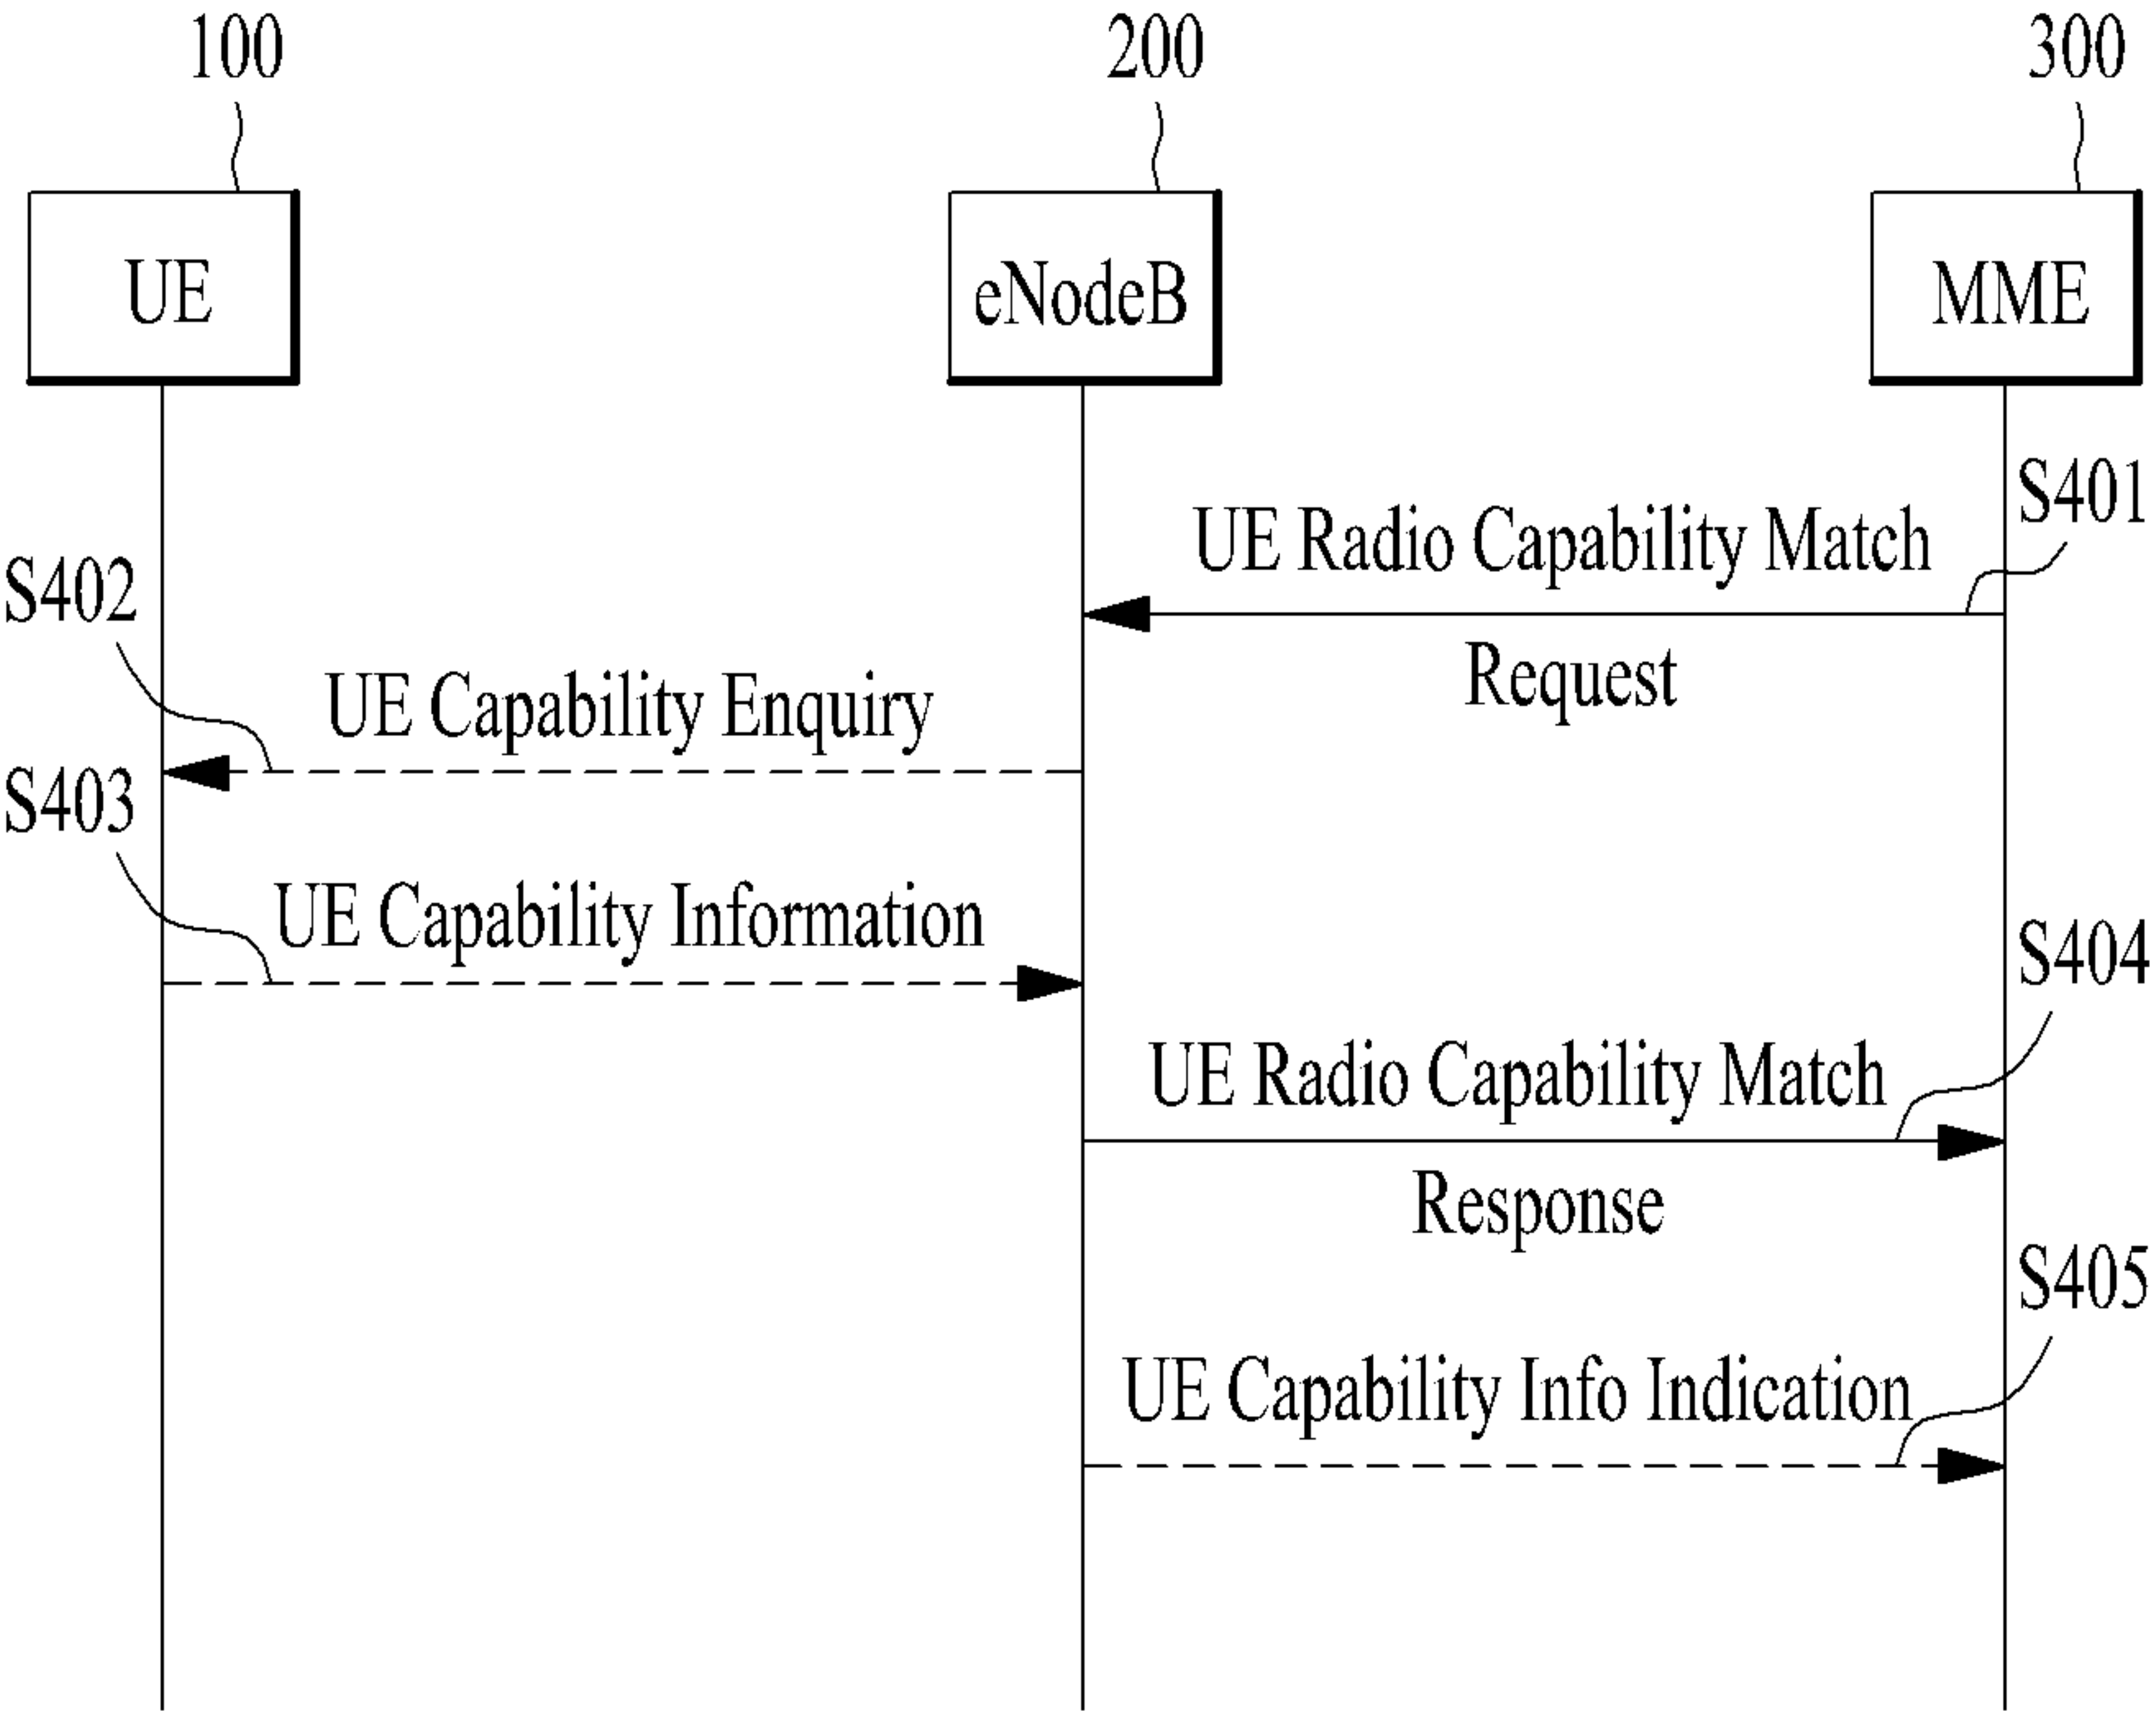 100
200
300
UE
eNodeB
MME
S401
UE Radio Capability Match
Request
S402
UE Capability Enquiry
S403
UE Capability Information
S404
UE Radio Capability Match
Response
S405
UE Capability Info Indication